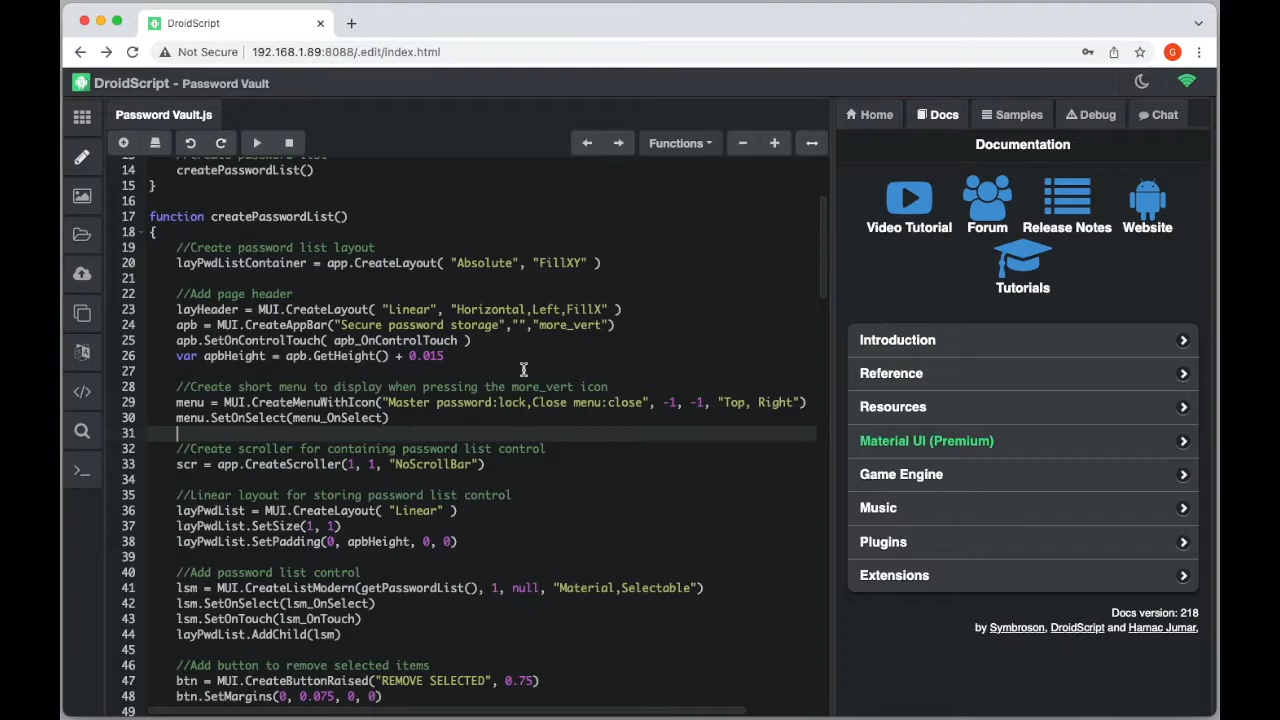 DroidScript
Not Secure 192.168.1.89:8088/.edit/index.html
G
DroidScript - Password Vault
Password Vault.js
Functions
14 createPasswordList()
15 }
16
17 function createPasswordList()
18 {
19 //Create password list layout
20 layPwdListContainer = app.CreateLayout( "Absolute", "FillXY" )
21
22 //Add page header
23 layHeader = MUI.CreateLayout( "Linear", "Horizontal,Left,FillX" )
24 apb = MUI.CreateAppBar("Secure password storage","","more_vert")
25 apb.SetOnControlTouch( apb_OnControlTouch )
26 var apbHeight = apb.GetHeight() + 0.015
27
28 //Create short menu to display when pressing the more_vert icon
29 menu = MUI.CreateMenuWithIcon("Master password:lock,Close menu:close", -1, -1, "Top, Right")
30 menu.SetOnSelect(menu_OnSelect)
31
32 //Create scroller for containing password list control
33 scr = app.CreateScroller(1, 1, "NoScrollBar")
34
35 //Linear layout for storing password list control
36 layPwdList = MUI.CreateLayout( "Linear" )
37 layPwdList.SetSize(1, 1)
38 layPwdList.SetPadding(0, apbHeight, 0, 0)
39
40 //Add password list control
41 lsm = MUI.CreateListModern(getPasswordList(), 1, null, "Material,Selectable")
42 lsm.SetOnSelect(lsm_OnSelect)
43 lsm.SetOnTouch(lsm_OnTouch)
44 layPwdList.AddChild(lsm)
45
46 //Add button to remove selected items
47 btn = MUI.CreateButtonRaised("REMOVE SELECTED", 0.75)
48 btn.SetMargins(0, 0.075, 0, 0)
49
Home Docs Samples Debug Chat
Documentation
Video Tutorial Forum Release Notes Website
Tutorials
Introduction
Reference
Resources
Material UI (Premium)
Game Engine
Music
Plugins
Extensions
Docs version: 218
by Symbroson, DroidScript and Hamac Jumar,